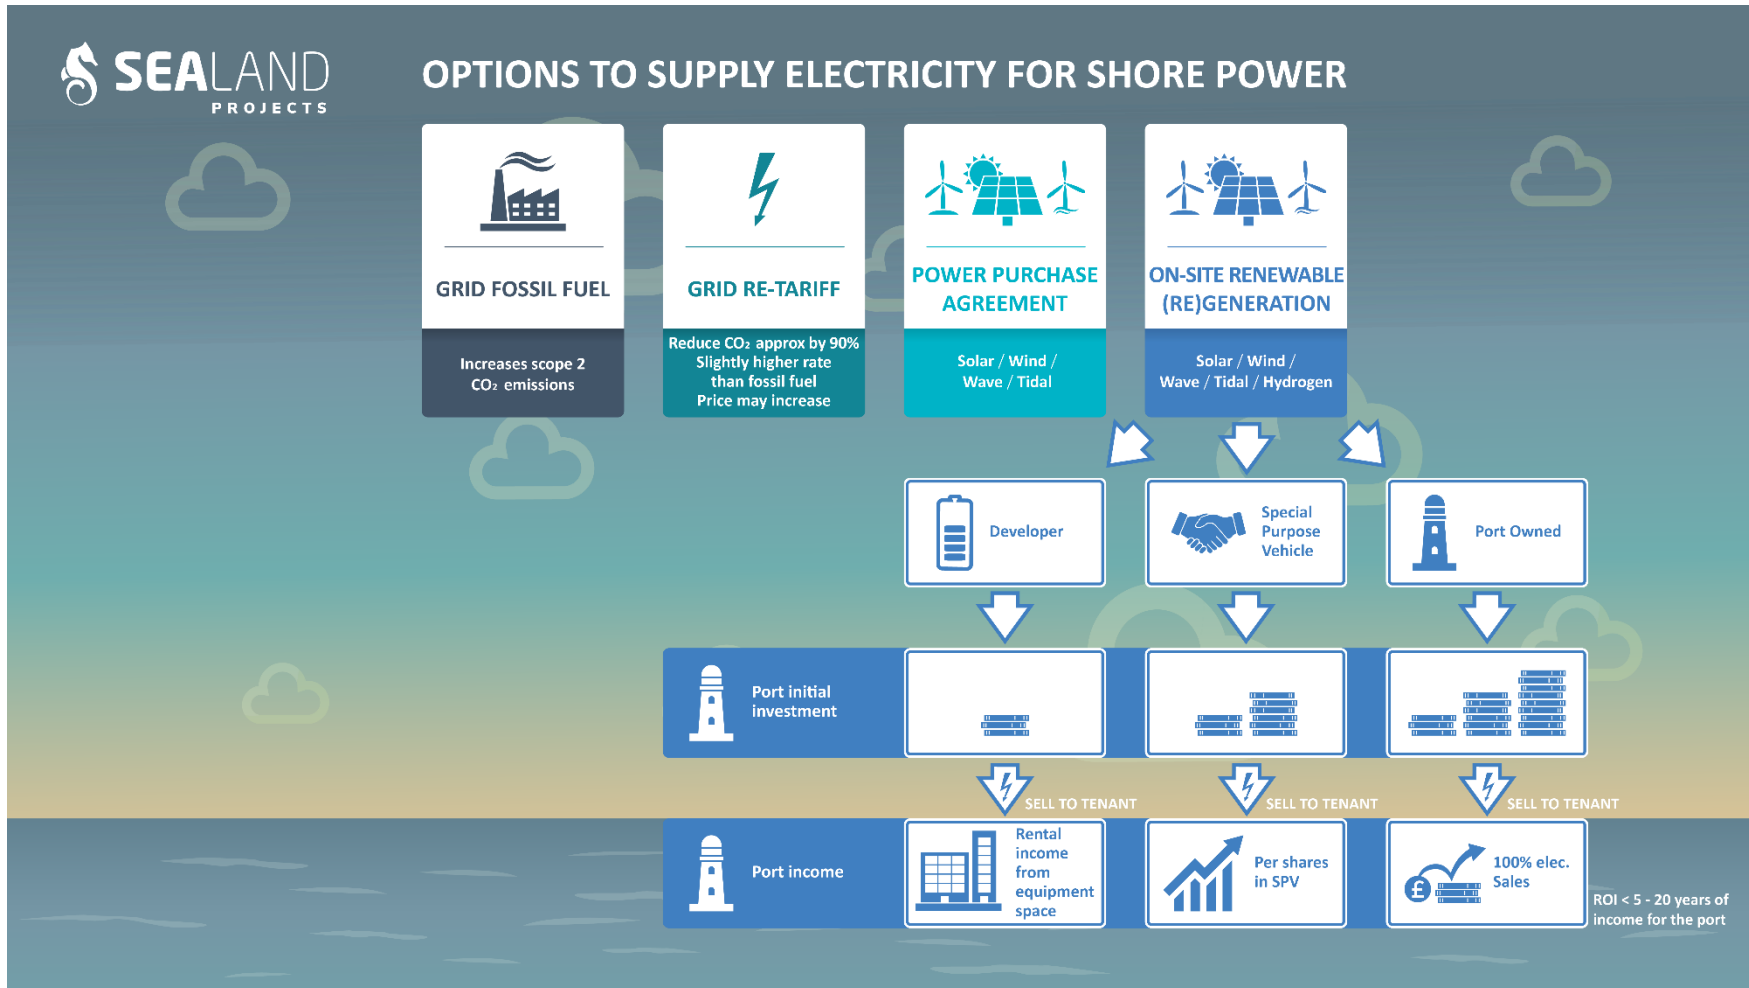 SEALAND
PROJECTS
OPTIONS TO SUPPLY ELECTRICITY FOR SHORE POWER
GRID FOSSIL FUEL
Increases scope 2
CO₂ emissions
GRID RE-TARIFF
Reduce CO₂ approx by 90%
Slightly higher rate
than fossil fuel
Price may increase
POWER PURCHASE
AGREEMENT
Solar / Wind /
Wave / Tidal
ON-SITE RENEWABLE
(RE)GENERATION
Solar / Wind /
Wave / Tidal / Hydrogen
Developer
Special
Purpose
Vehicle
Port Owned
Port initial
investment
SELL TO TENANT
SELL TO TENANT
SELL TO TENANT
Port income
Rental
income
from
equipment
space
Per shares
in SPV
£
100% elec.
Sales
ROI < 5 - 20 years of
income for the port